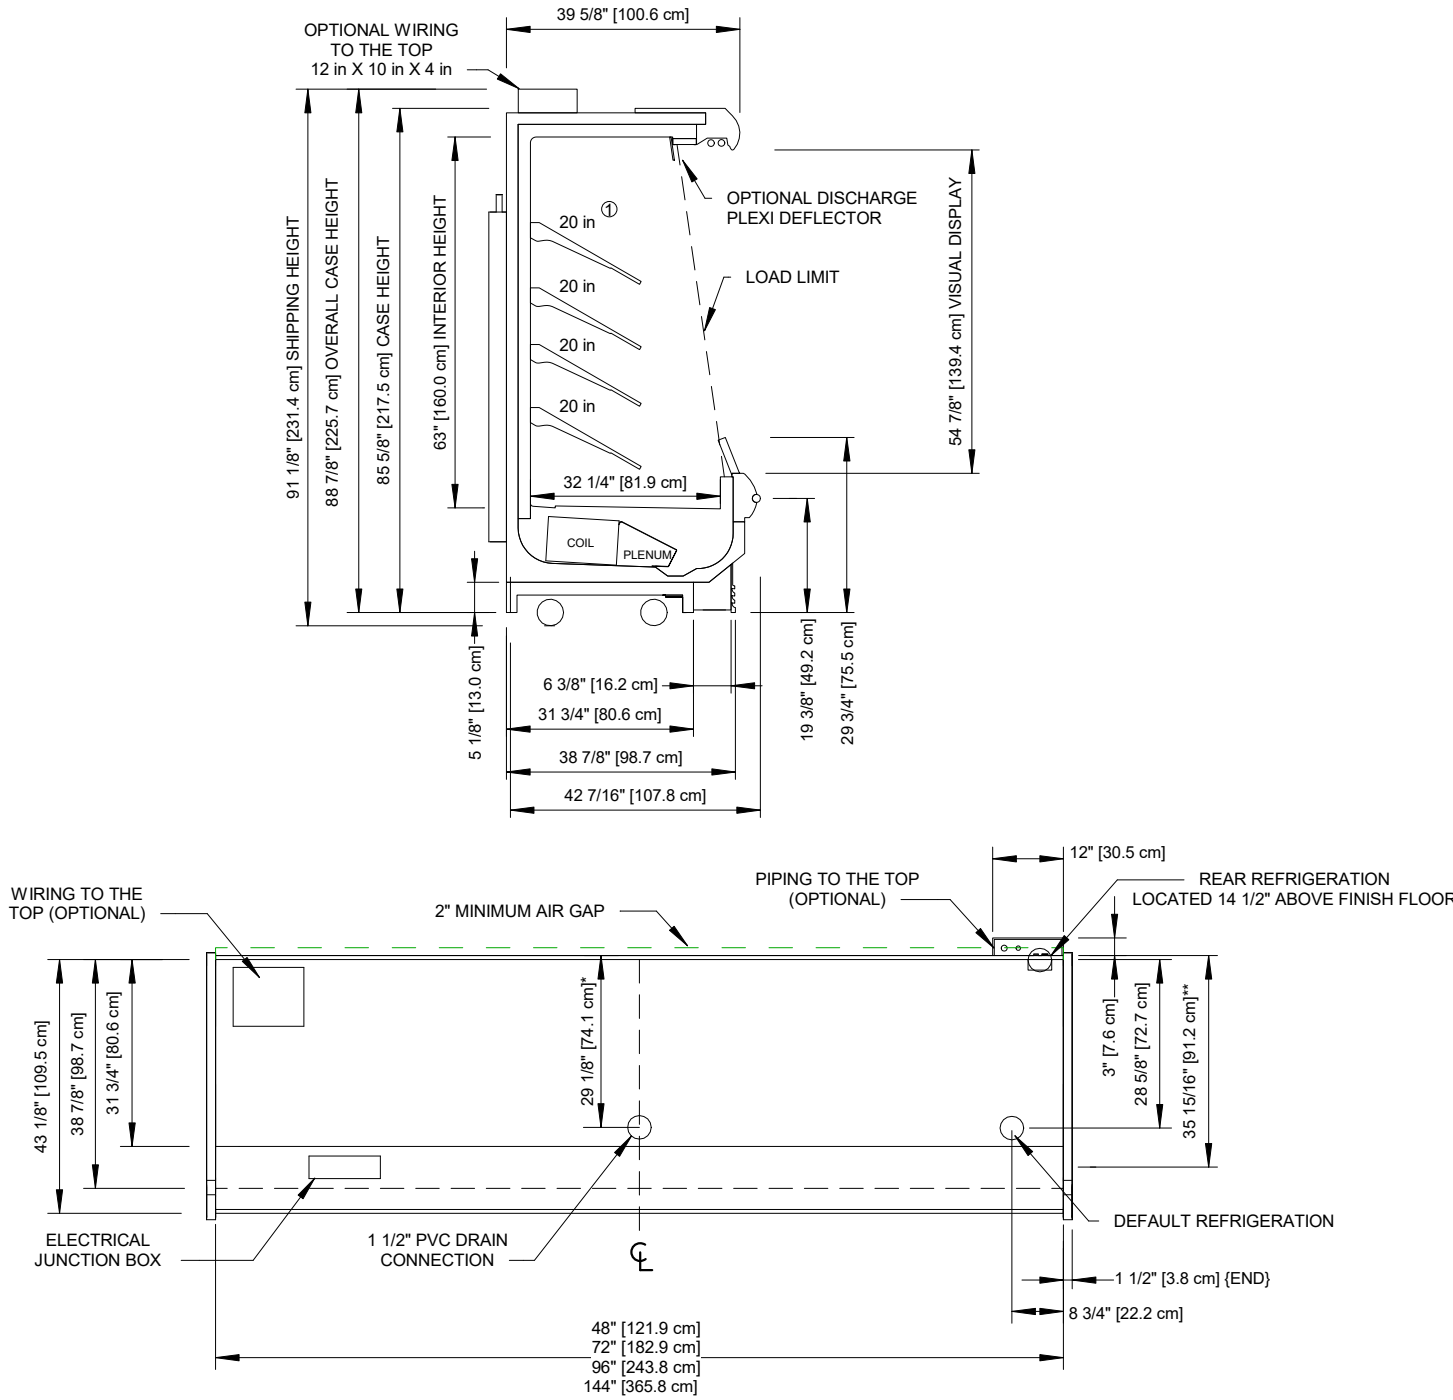 39 5/8" [100.6 cm]
OPTIONAL WIRING
TO THE TOP
12 in X 10 in X 4 in
91 1/8" [231.4 cm] SHIPPING HEIGHT
88 7/8" [225.7 cm] OVERALL CASE HEIGHT
85 5/8" [217.5 cm] CASE HEIGHT
63" [160.0 cm] INTERIOR HEIGHT
20 in ①
20 in
20 in
20 in
OPTIONAL DISCHARGE
PLEXI DEFLECTOR
LOAD LIMIT
54 7/8" [139.4 cm] VISUAL DISPLAY
32 1/4" [81.9 cm]
COIL
PLENUM
5 1/8" [13.0 cm]
6 3/8" [16.2 cm]
31 3/4" [80.6 cm]
38 7/8" [98.7 cm]
42 7/16" [107.8 cm]
19 3/8" [49.2 cm]
29 3/4" [75.5 cm]
12" [30.5 cm]
WIRING TO THE
TOP (OPTIONAL)
2" MINIMUM AIR GAP
PIPING TO THE TOP
(OPTIONAL)
REAR REFRIGERATION
LOCATED 14 1/2" ABOVE FINISH FLOOR
43 1/8" [109.5 cm]
38 7/8" [98.7 cm]
31 3/4" [80.6 cm]
29 1/8" [74.1 cm]*
3" [7.6 cm]
28 5/8" [72.7 cm]
35 15/16" [91.2 cm]**
ELECTRICAL
JUNCTION BOX
1 1/2" PVC DRAIN
CONNECTION
℄
DEFAULT REFRIGERATION
1 1/2" [3.8 cm] {END}
8 3/4" [22.2 cm]
48" [121.9 cm]
72" [182.9 cm]
96" [243.8 cm]
144" [365.8 cm]